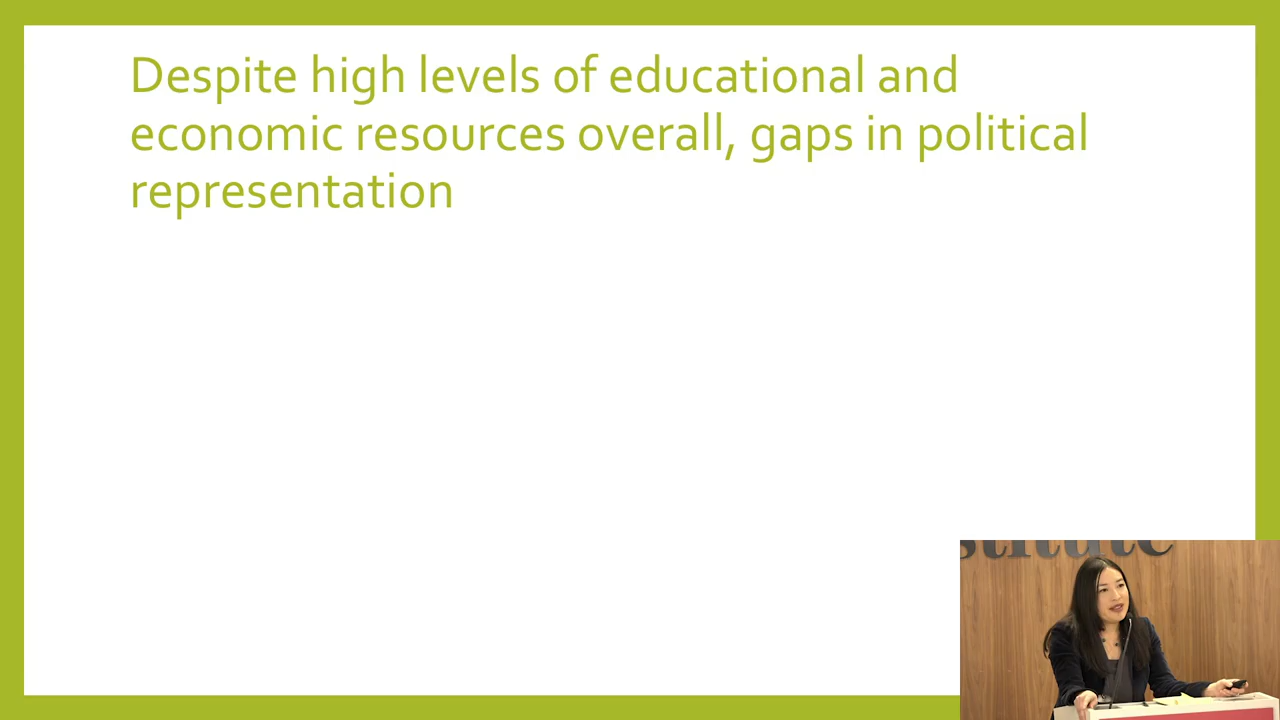 Despite high levels of educational and
economic resources overall, gaps in political
representation